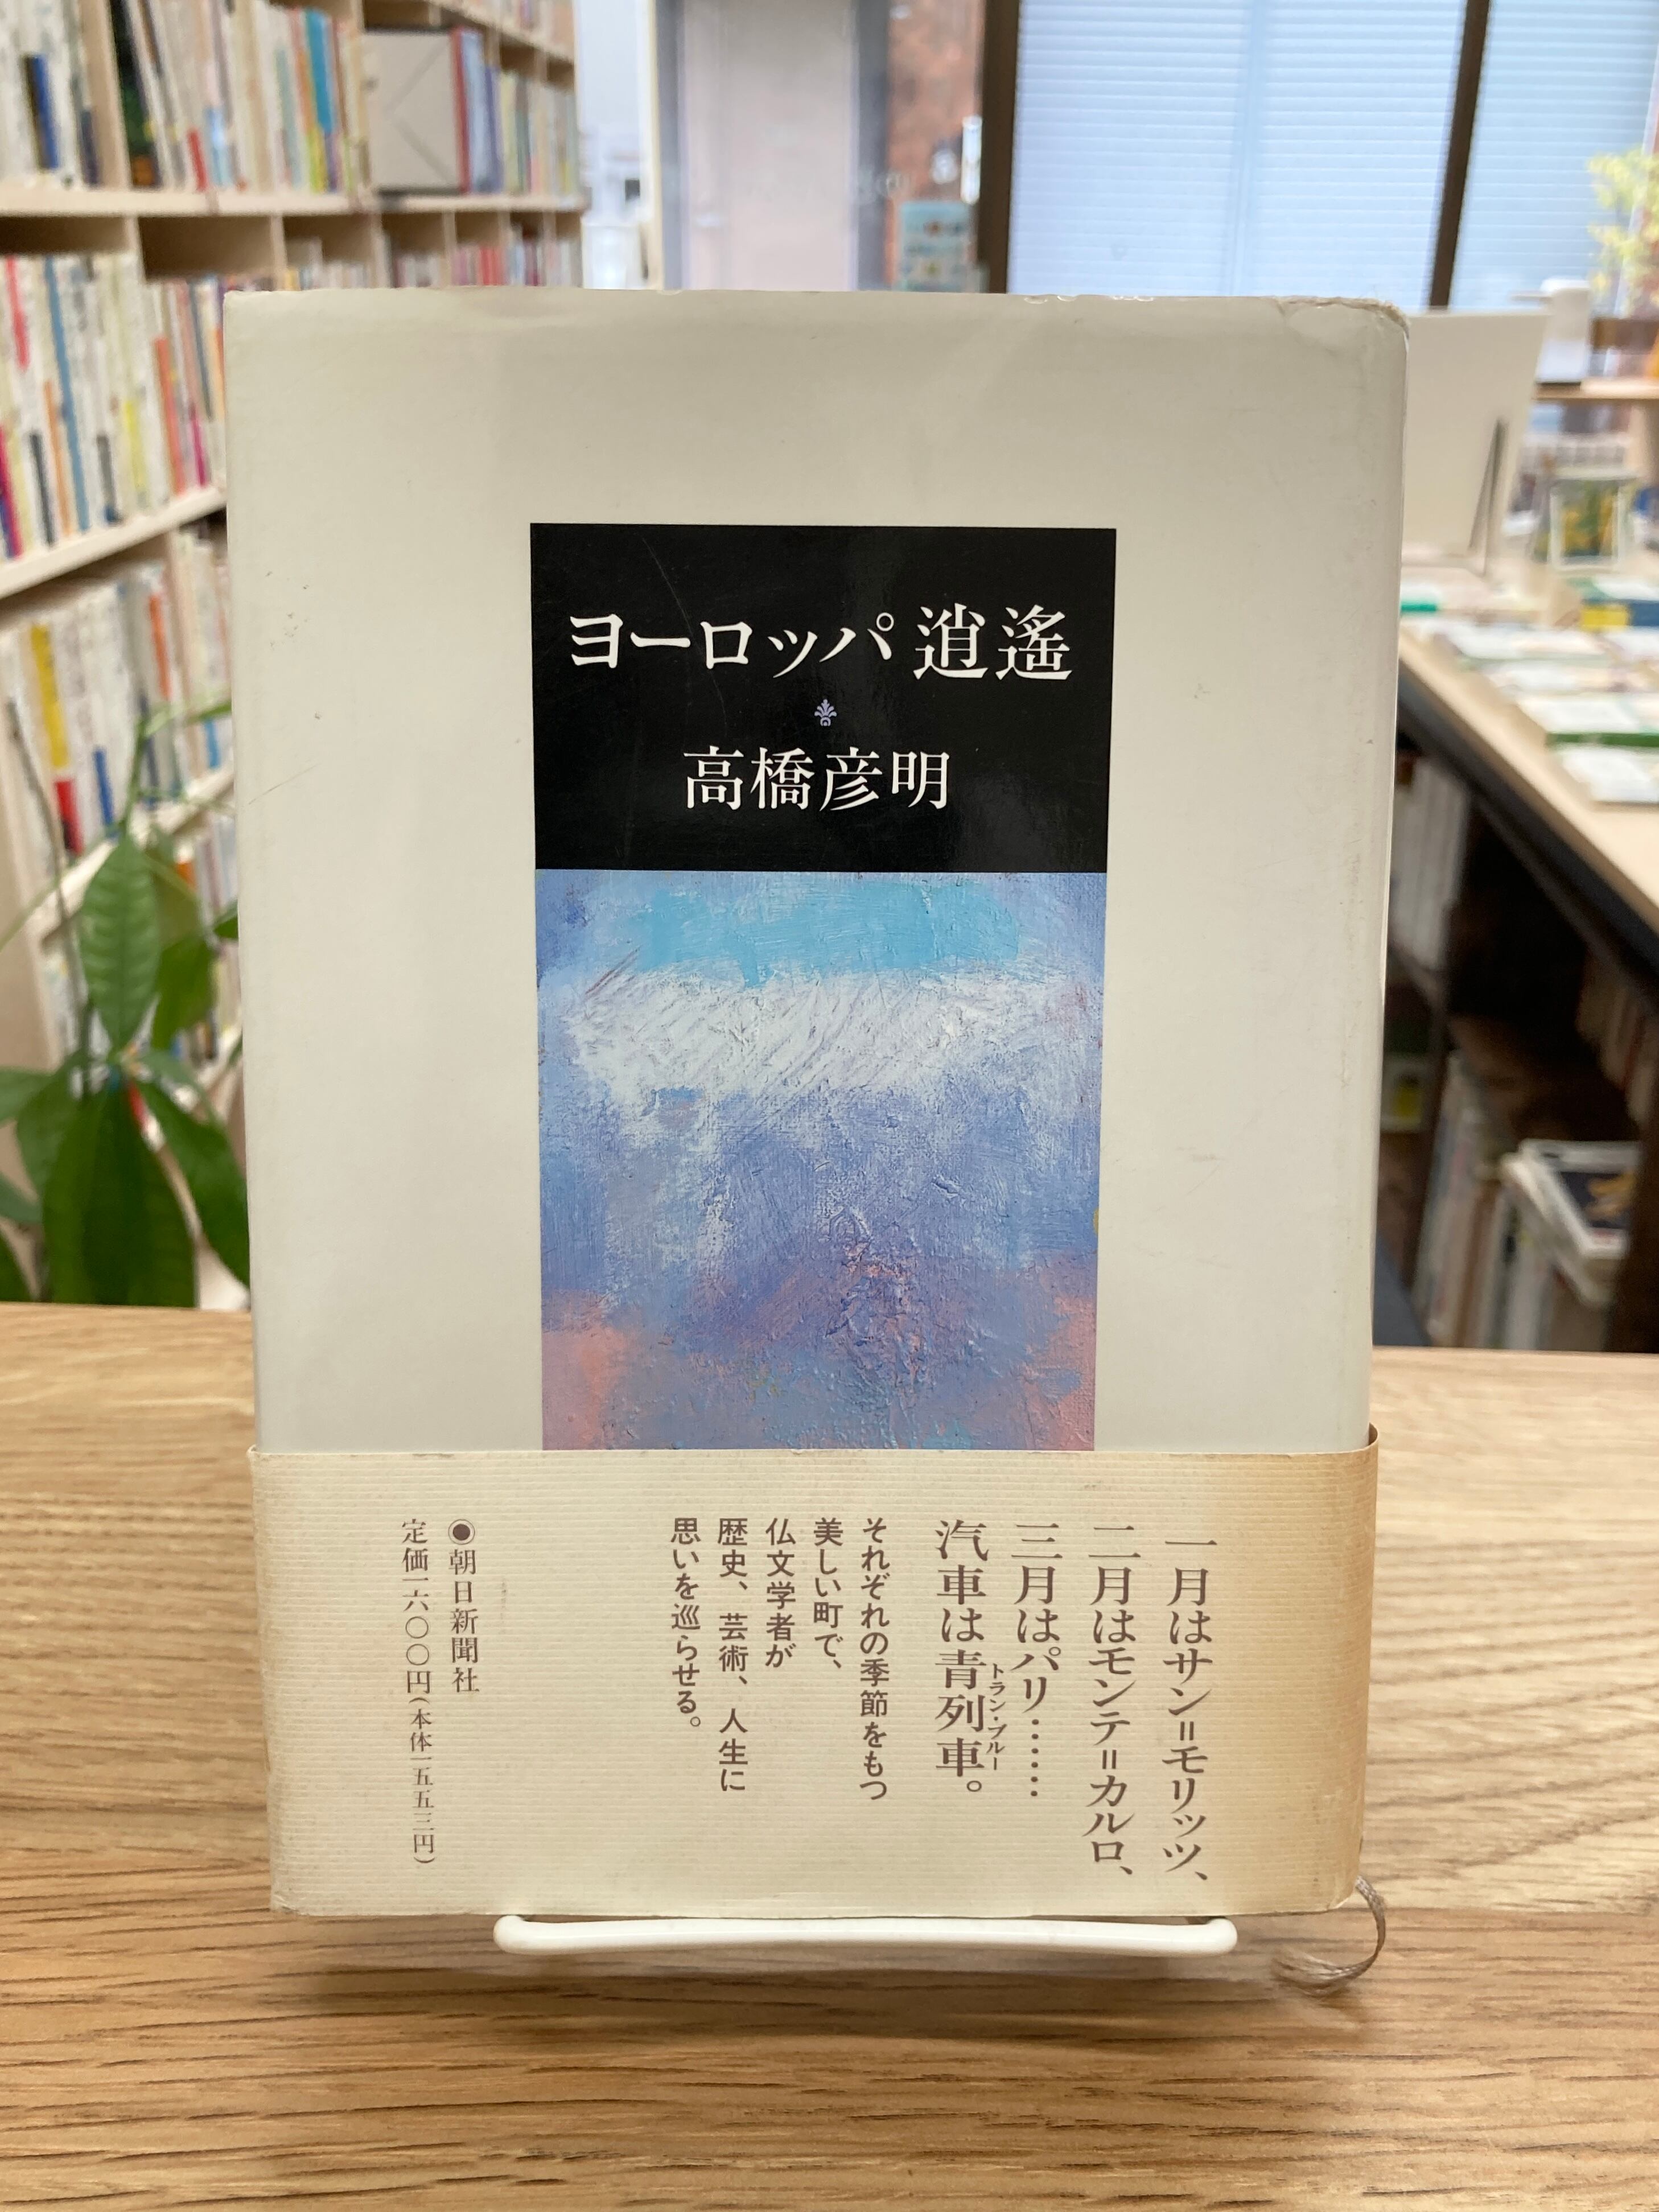 ヨーロッパ逍遙
高橋彦明
一月はサン=モリッツ、
二月はモンテ=カルロ、
三月はパリ……
汽車は青列車。
トラン・ブルー
それぞれの季節をもつ
美しい町で、
仏文学者が
歴史、芸術、人生に
思いを巡らせる。
◉朝日新聞社
定価一六〇〇円(本体一五五三円)